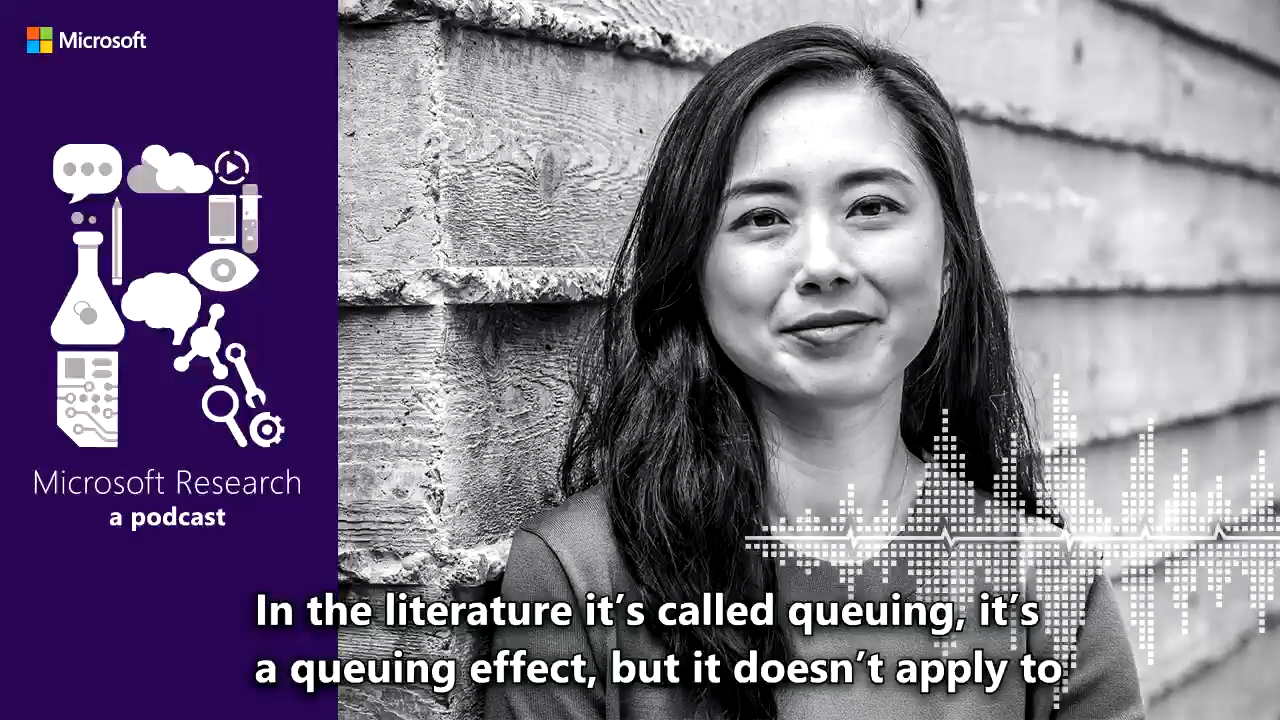 Microsoft
Microsoft Research
a podcast
In the literature it’s called queuing, it’s
a queuing effect, but it doesn’t apply to